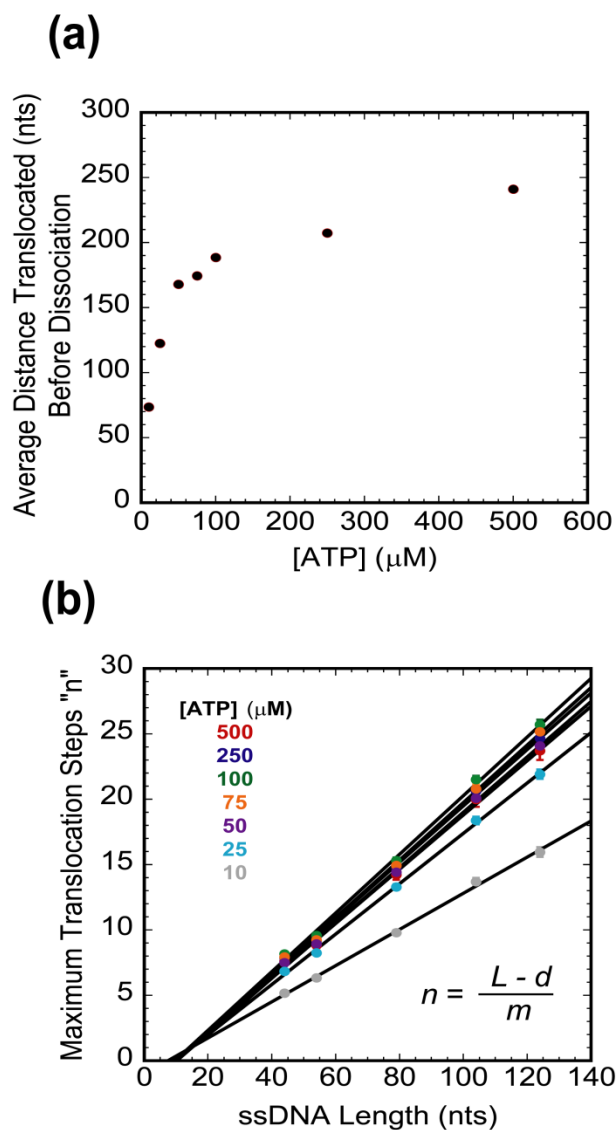 (a)
Average Distance Translocated (nts)
Before Dissociation
300
250
200
150
100
50
0
0 100 200 300 400 500 600
[ATP] (μM)
(b)
Maximum Translocation Steps "n"
30
25
20
15
10
5
0
[ATP] (μM)
500
250
100
75
50
25
10
n = L - d
m
0 20 40 60 80 100 120 140
ssDNA Length (nts)